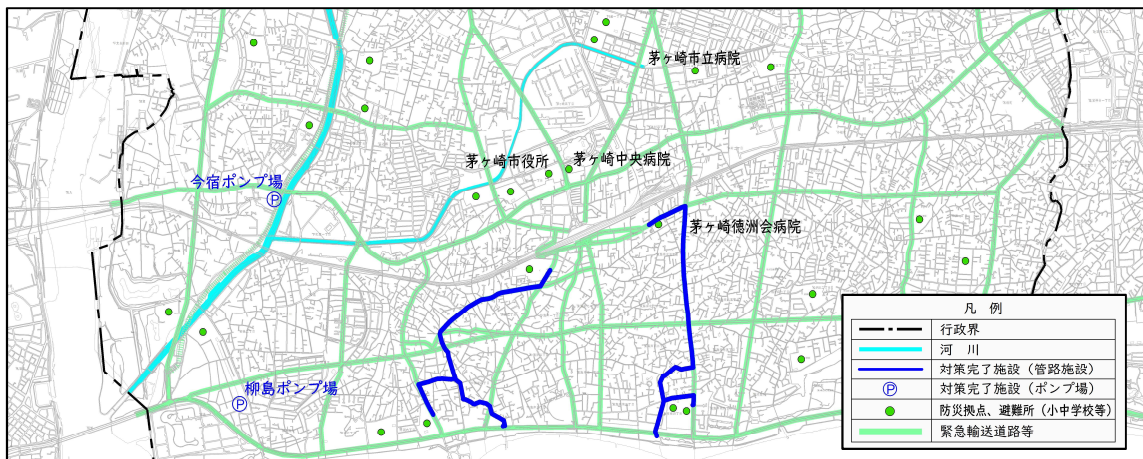 茅ヶ崎市立病院
茅ヶ崎市役所
茅ヶ崎中央病院
今宿ポンプ場
Ⓟ
茅ヶ崎徳洲会病院
柳島ポンプ場
Ⓟ
凡 例
行政界
河 川
対策完了施設（管路施設）
Ⓟ 対策完了施設（ポンプ場）
防災拠点、避難所（小中学校等）
緊急輸送道路等